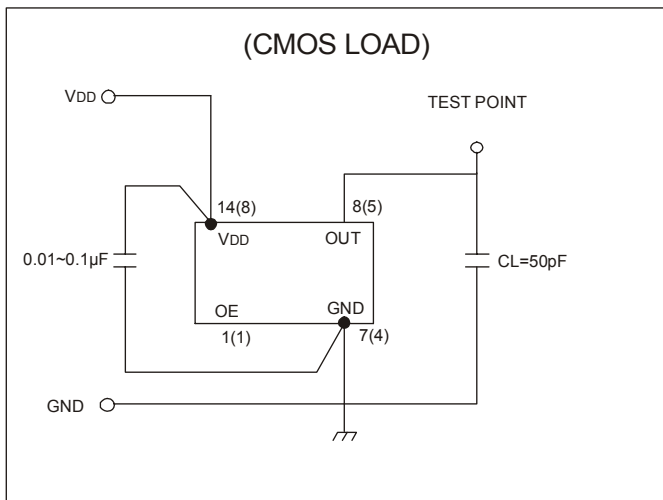 (CMOS LOAD)
VDD
TEST POINT
14(8)
8(5)
VDD
OUT
0.01~0.1µF
CL=50pF
OE
GND
1(1)
7(4)
GND